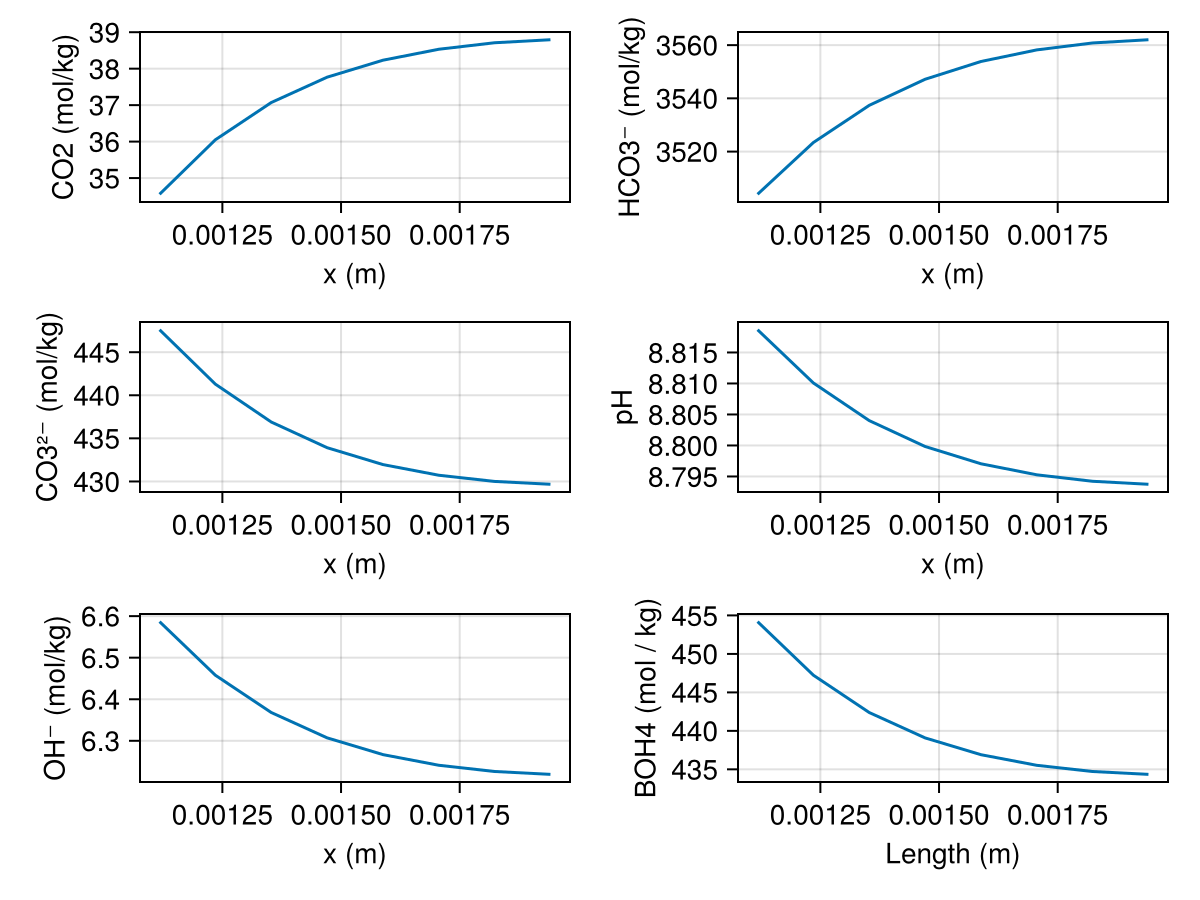 CO2 (mol/kg)
39
38
37
36
35
0.00125 0.00150 0.00175
x (m)
HCO3⁻ (mol/kg)
3560
3540
3520
0.00125 0.00150 0.00175
x (m)
CO3²⁻ (mol/kg)
445
440
435
430
0.00125 0.00150 0.00175
x (m)
pH
8.815
8.810
8.805
8.800
8.795
0.00125 0.00150 0.00175
x (m)
OH⁻ (mol/kg)
6.6
6.5
6.4
6.3
0.00125 0.00150 0.00175
x (m)
BOH4 (mol / kg)
455
450
445
440
435
0.00125 0.00150 0.00175
Length (m)